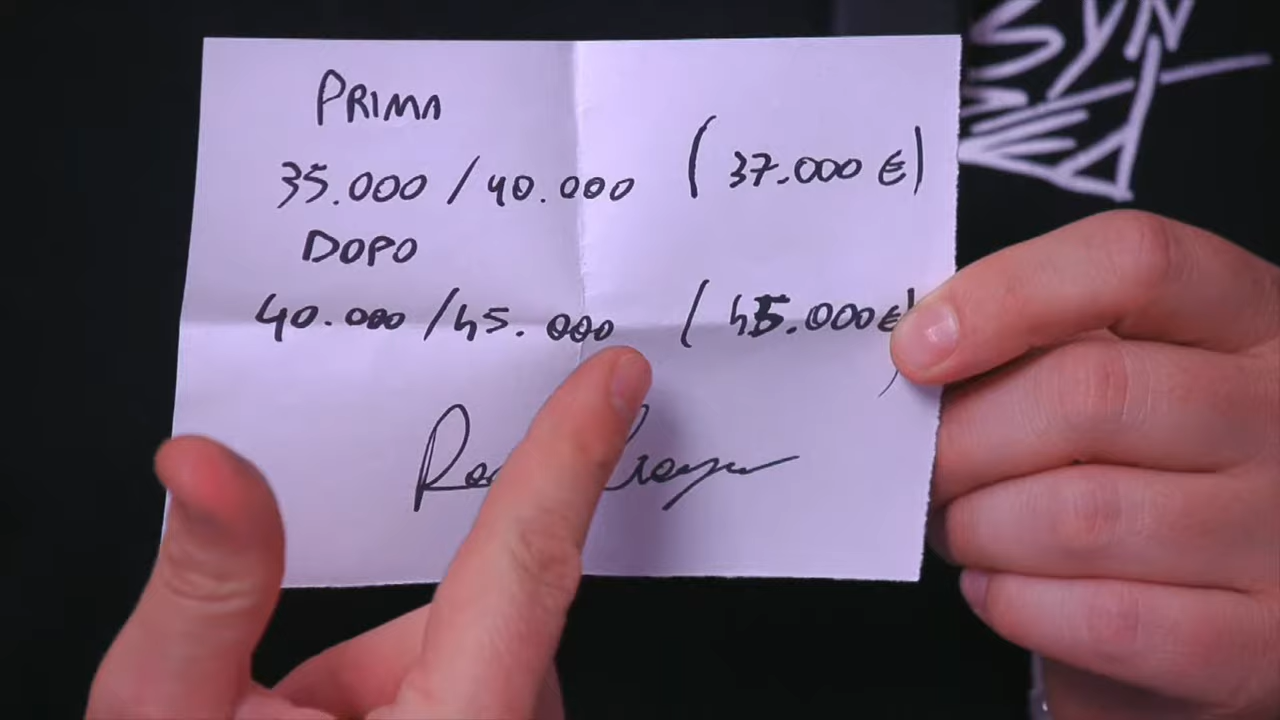 PRIMA
35.000 / 40.000 (37.000 €)
DOPO
40.000 / 45.000 (45.000 €)